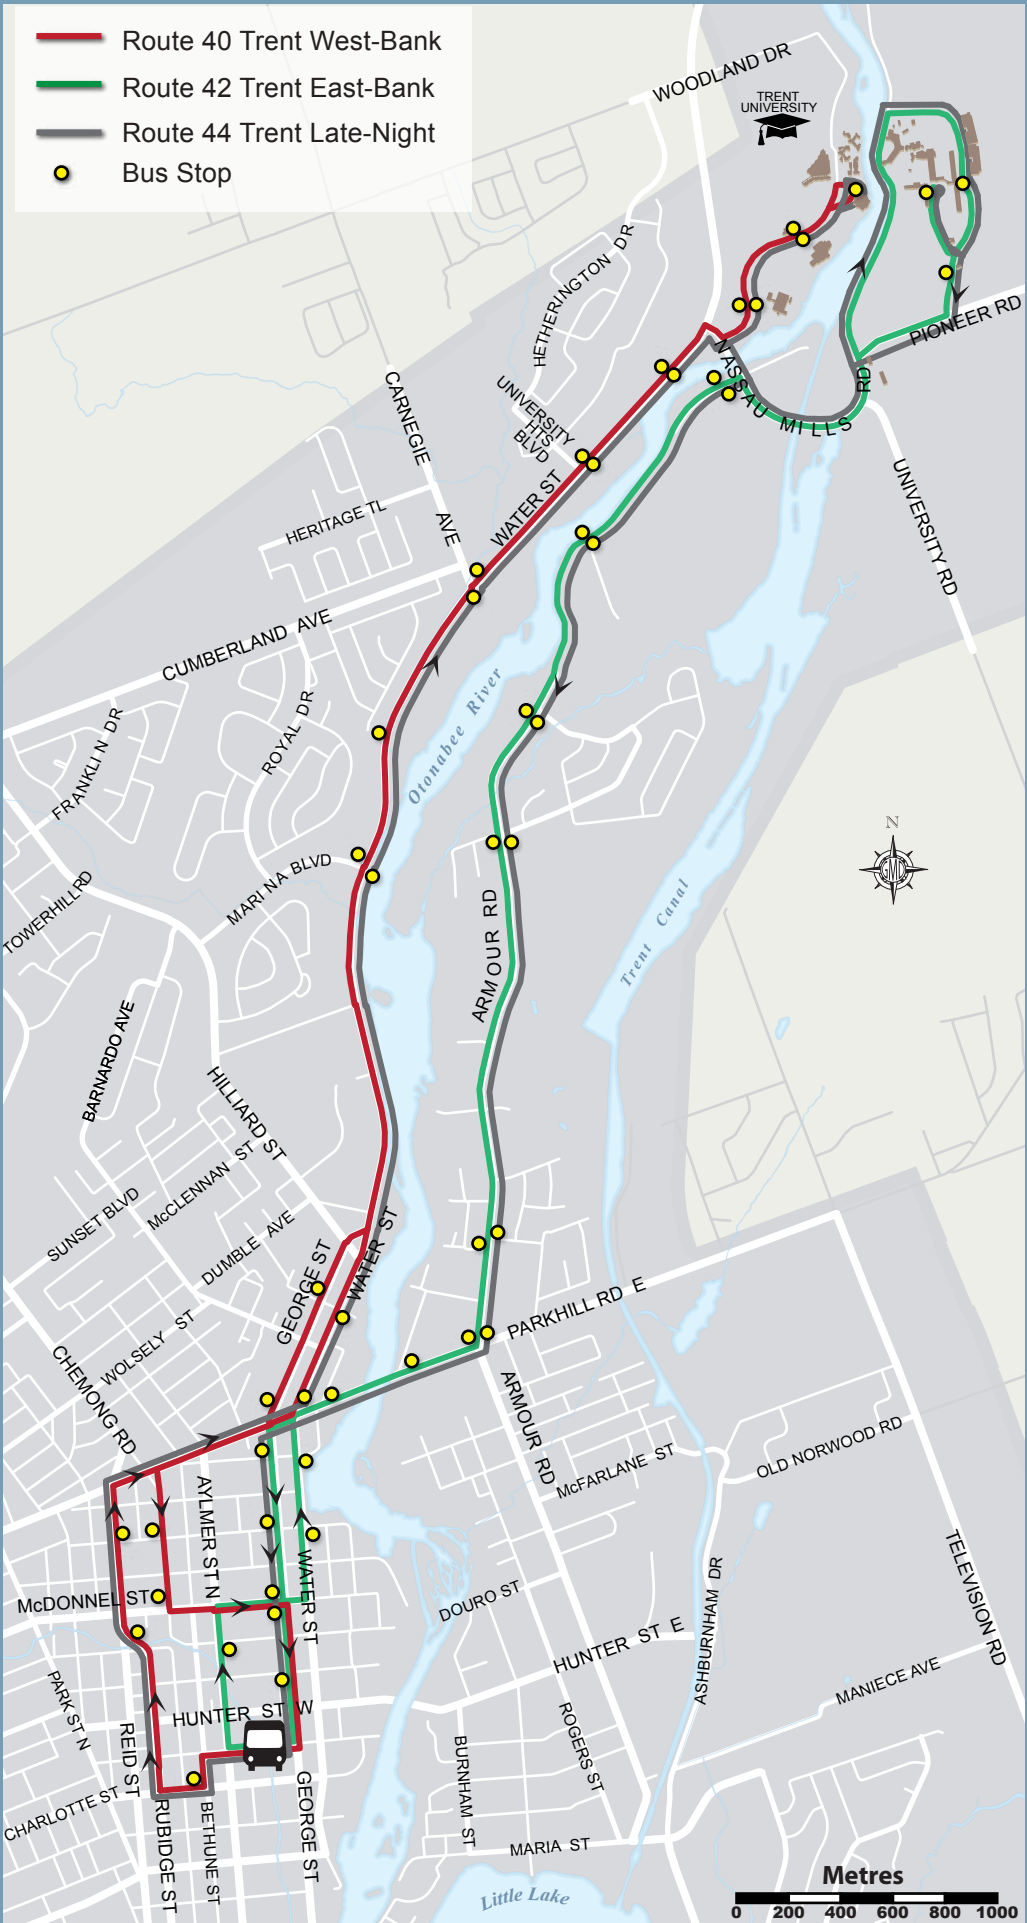 Route 40 Trent West-Bank
Route 42 Trent East-Bank
Route 44 Trent Late-Night
Bus Stop
WOODLAND DR
TRENT
UNIVERSITY
HETHERINGTON DR
PIONEER RD
NASSAU MILLS RD
CARNEGIE AVE
UNIVERSITY
HTS
BLVD
WATER ST
HERITAGE TL
UNIVERSITY RD
CUMBERLAND AVE
Otonabee River
ROYAL DR
FRANKLIN DR
N
GMI
MARINA BLVD
TOWERHILL RD
Trent Canal
ARMOUR RD
BARNARDO AVE
HILLIARD ST
McCLENNAN ST
SUNSET BLVD
DUMBLE AVE
WATER ST
GEORGE ST
PARKHILL RD E
WOLSELY ST
CHEMONG RD
ARMOUR RD
McFARLANE ST
OLD NORWOOD RD
AYLMER ST N
WATER ST
TELEVISION RD
McDONNEL ST
DOURO ST
ASHBURNHAM DR
HUNTER ST E
PARK ST N
MANIECE AVE
HUNTER ST W
REID ST
ROGERS ST
BURNHAM ST
CHARLOTTE ST
RUBIDGE ST
BETHUNE ST
GEORGE ST
MARIA ST
Little Lake
Metres
0 200 400 600 800 1000